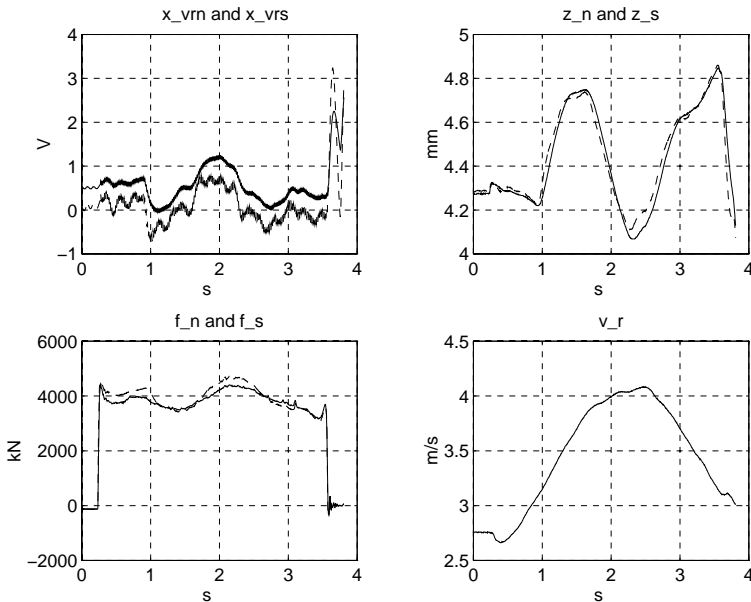 x_vrn and x_vrs
4
3
2
1
0
−1
V
0 1 2 3 4
s
z_n and z_s
5
4.8
4.6
4.4
4.2
4
mm
0 1 2 3 4
s
f_n and f_s
6000
4000
2000
0
−2000
kN
0 1 2 3 4
s
v_r
4.5
4
3.5
3
2.5
m/s
0 1 2 3 4
s